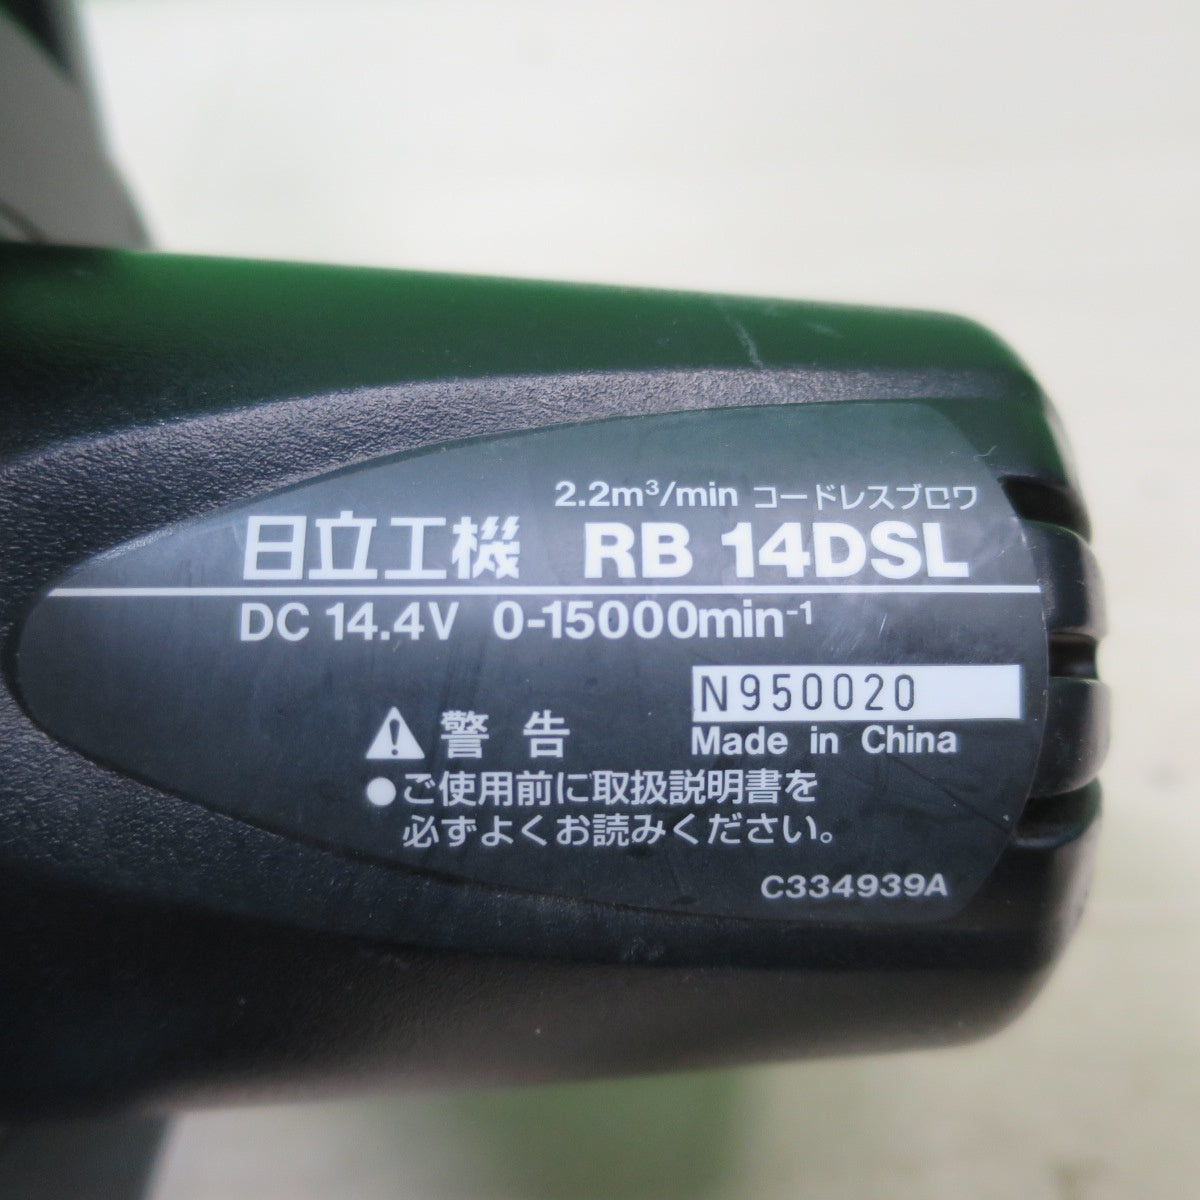 2.2m³/min コードレスブロワ
日立工機 RB 14DSL
DC 14.4V 0-15000min⁻¹
N950020
Made in China
警告
●ご使用前に取扱説明書を
必ずよくお読みください。
C334939A